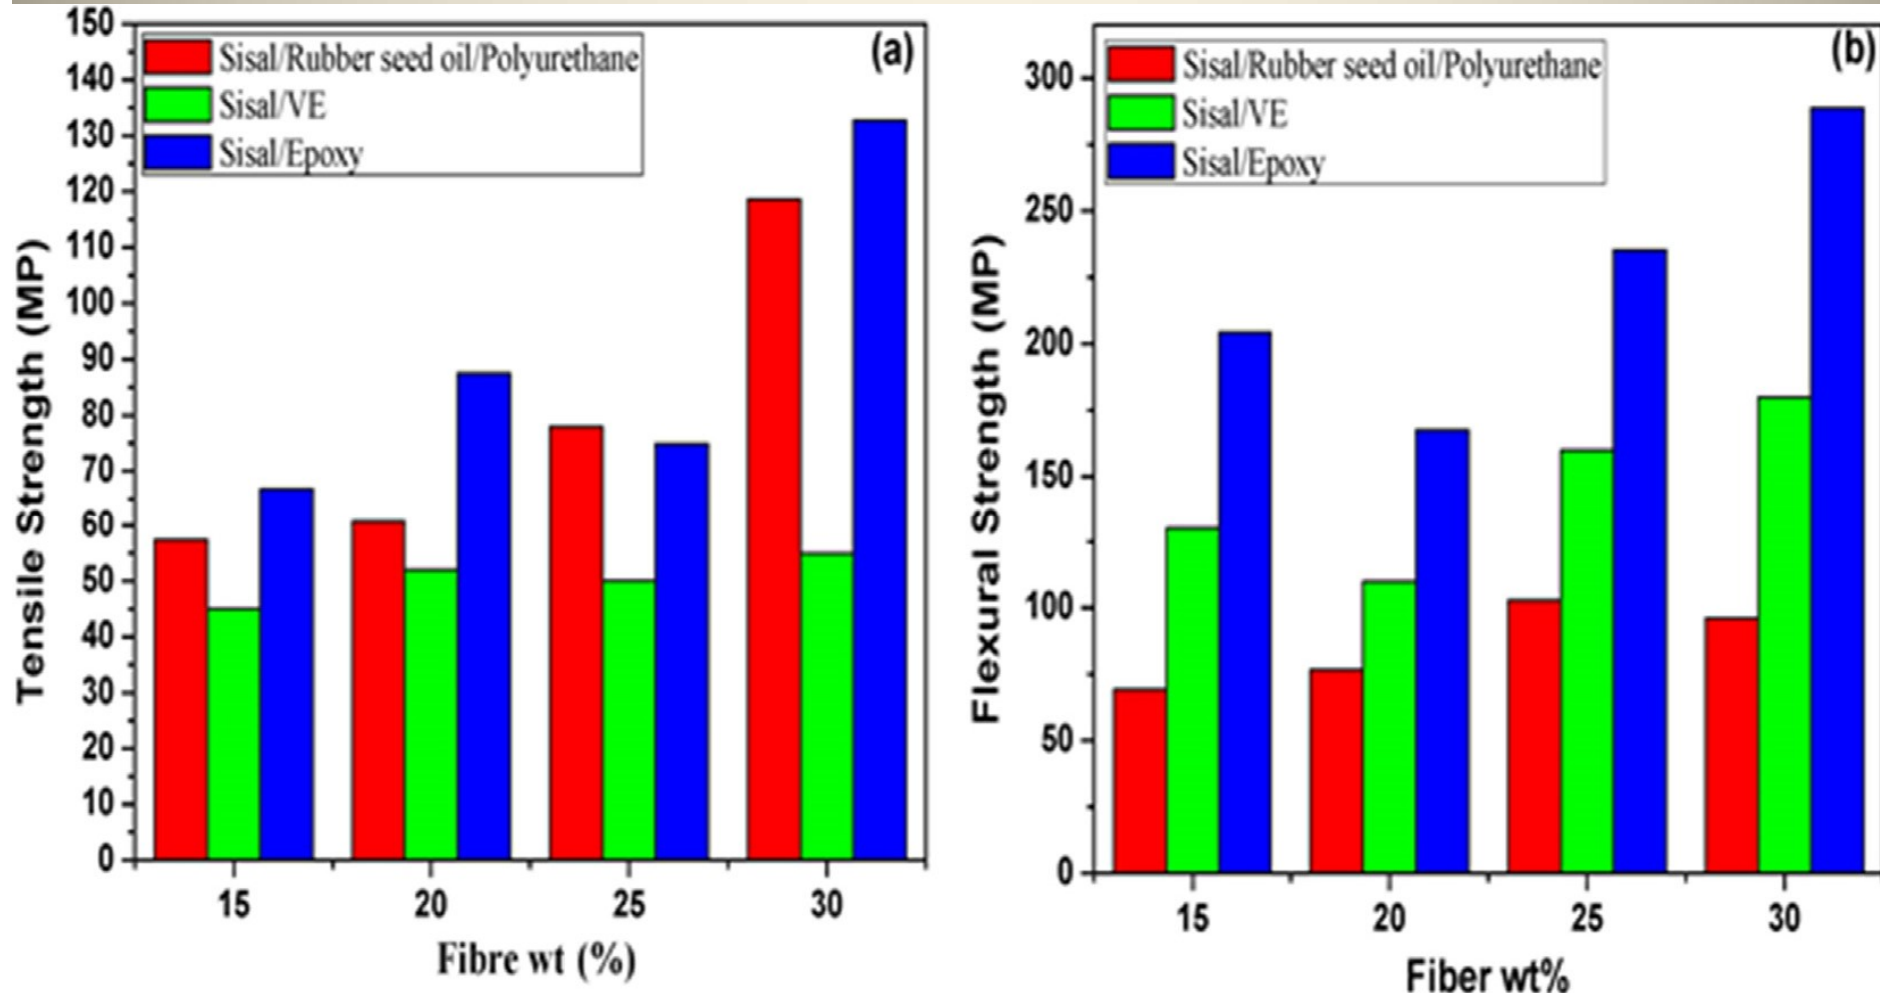 (a)
Sisal/Rubber seed oil/Polyurethane
Sisal/VE
Sisal/Epoxy
Tensile Strength (MP)
150
140
130
120
110
100
90
80
70
60
50
40
30
20
10
0
15 20 25 30
Fibre wt (%)
(b)
Sisal/Rubber seed oil/Polyurethane
Sisal/VE
Sisal/Epoxy
Flexural Strength (MP)
300
250
200
150
100
50
0
15 20 25 30
Fiber wt%